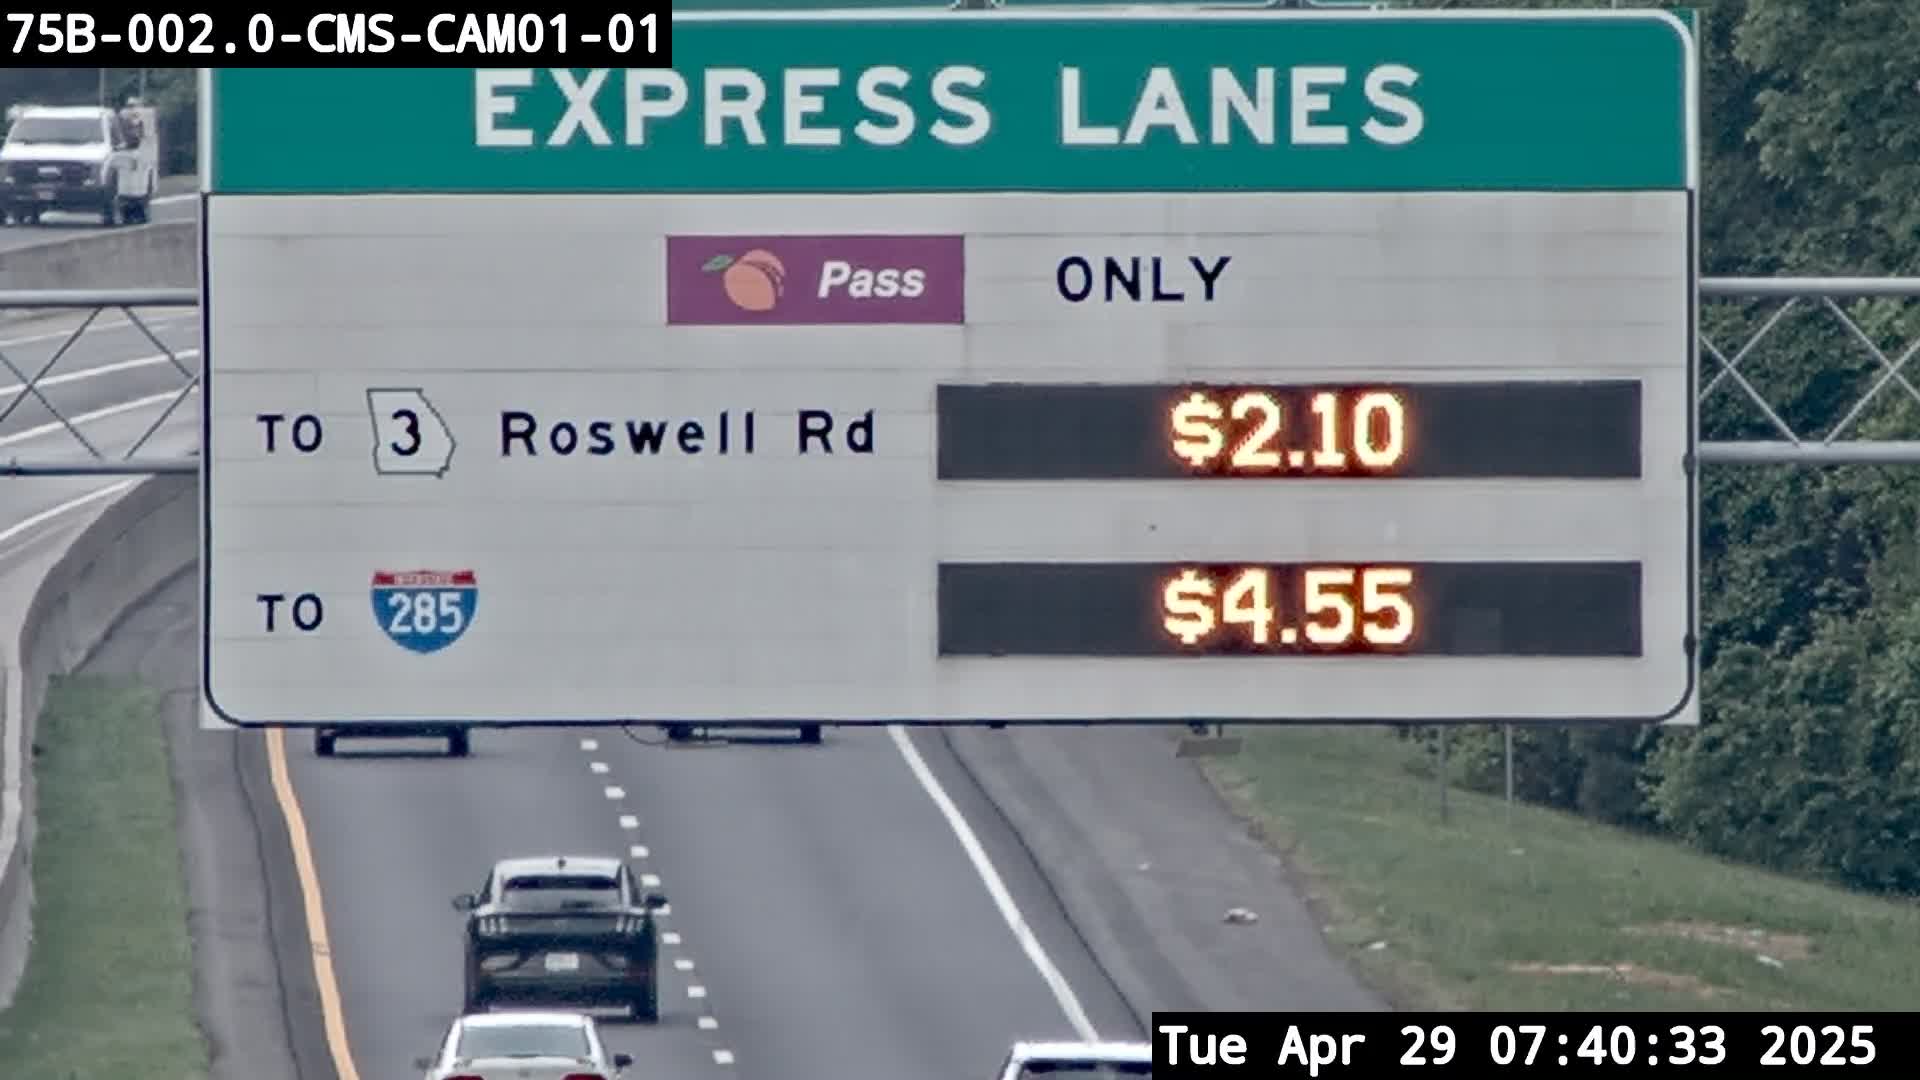 75B-002.0-CMS-CAM01-01
EXPRESS LANES
Pass ONLY
TO 3 Roswell Rd $2.10
TO 285 $4.55
Tue Apr 29 07:40:33 2025